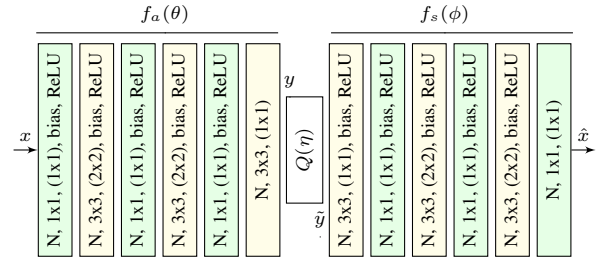 f_a(θ)
f_s(ϕ)
x
N, 1x1, (1x1), bias, ReLU
N, 3x3, (2x2), bias, ReLU
N, 1x1, (1x1), bias, ReLU
N, 3x3, (2x2), bias, ReLU
N, 1x1, (1x1), bias, ReLU
N, 3x3, (1x1)
y
Q(η)
ỹ
N, 3x3, (1x1), bias, ReLU
N, 1x1, (1x1), bias, ReLU
N, 3x3, (2x2), bias, ReLU
N, 1x1, (1x1), bias, ReLU
N, 3x3, (2x2), bias, ReLU
N, 1x1, (1x1)
x̂